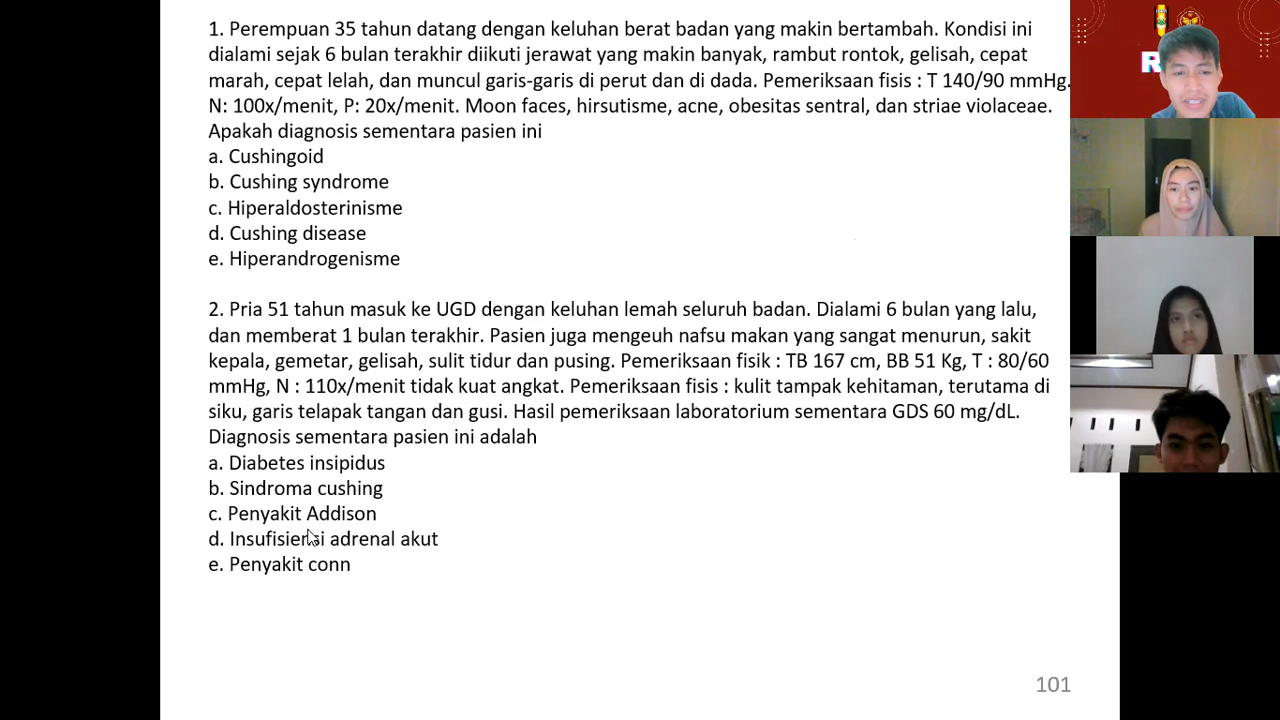 1. Perempuan 35 tahun datang dengan keluhan berat badan yang makin bertambah. Kondisi ini
dialami sejak 6 bulan terakhir diikuti jerawat yang makin banyak, rambut rontok, gelisah, cepat
marah, cepat lelah, dan muncul garis-garis di perut dan di dada. Pemeriksaan fisis : T 140/90 mmHg.
N: 100x/menit, P: 20x/menit. Moon faces, hirsutisme, acne, obesitas sentral, dan striae violaceae.
Apakah diagnosis sementara pasien ini
a. Cushingoid
b. Cushing syndrome
c. Hiperaldosterinisme
d. Cushing disease
e. Hiperandrogenisme
2. Pria 51 tahun masuk ke UGD dengan keluhan lemah seluruh badan. Dialami 6 bulan yang lalu,
dan memberat 1 bulan terakhir. Pasien juga mengeuh nafsu makan yang sangat menurun, sakit
kepala, gemetar, gelisah, sulit tidur dan pusing. Pemeriksaan fisik : TB 167 cm, BB 51 Kg, T : 80/60
mmHg, N : 110x/menit tidak kuat angkat. Pemeriksaan fisis : kulit tampak kehitaman, terutama di
siku, garis telapak tangan dan gusi. Hasil pemeriksaan laboratorium sementara GDS 60 mg/dL.
Diagnosis sementara pasien ini adalah
a. Diabetes insipidus
b. Sindroma cushing
c. Penyakit Addison
d. Insufisiensi adrenal akut
e. Penyakit conn
101